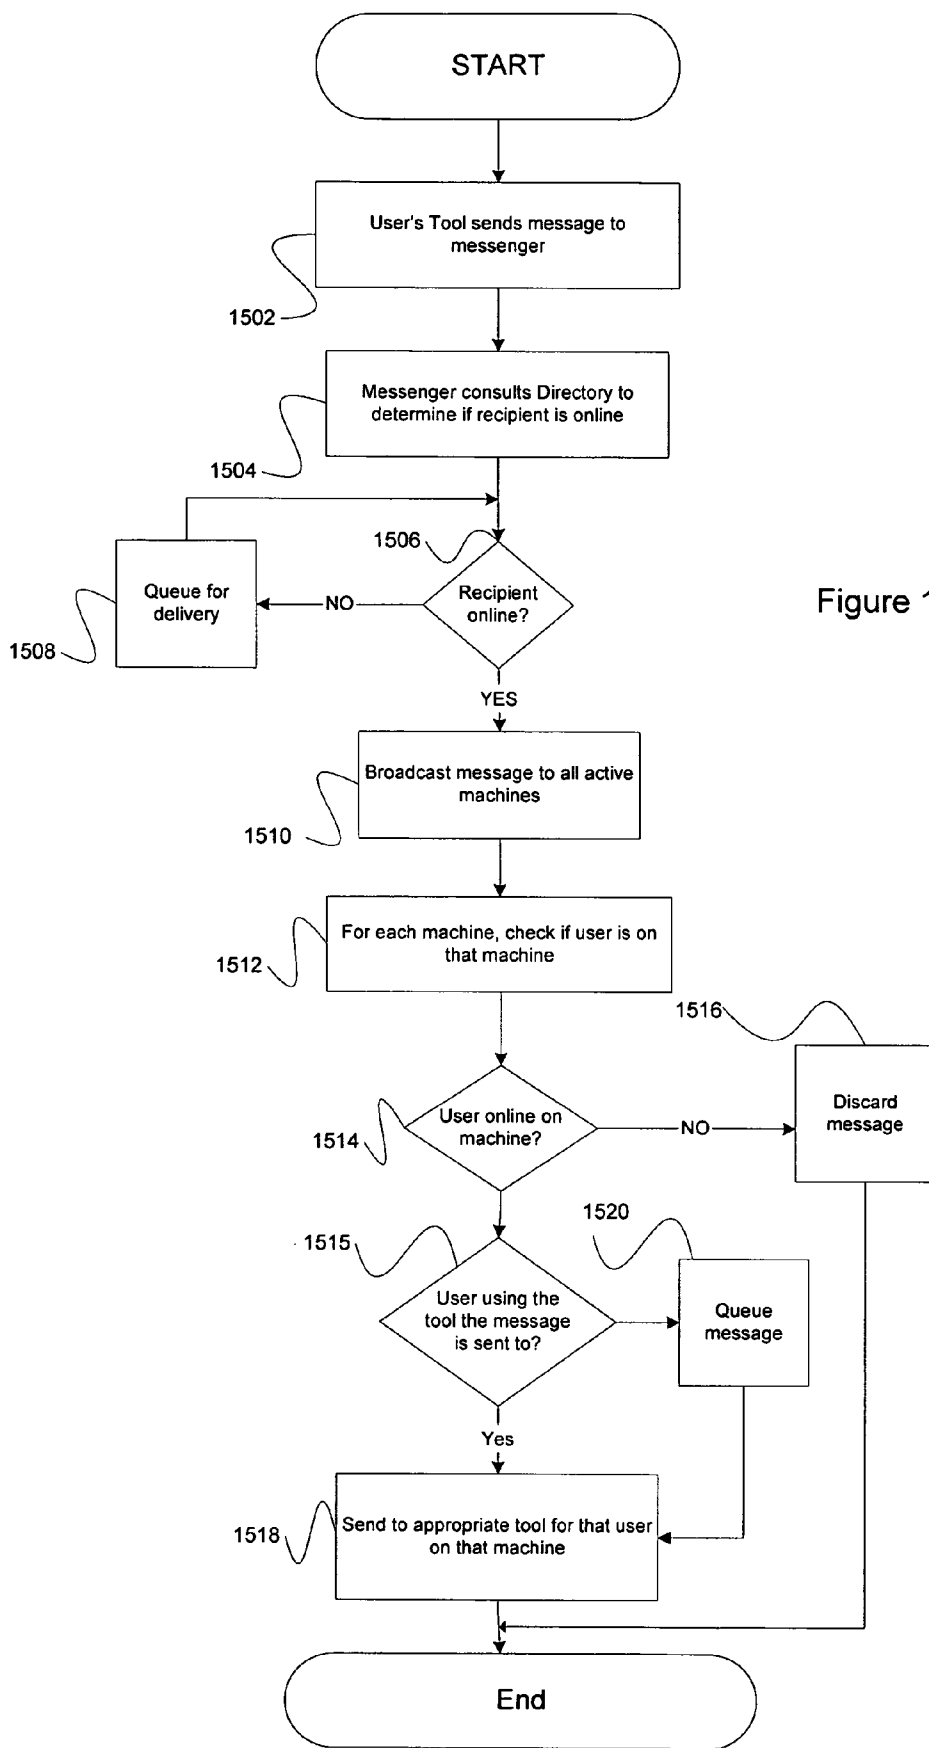 START
User's Tool sends message to
messenger
1502
Messenger consults Directory to
determine if recipient is online
1504
1506
Recipient
online?
NO
Queue for
delivery
1508
Figure 1
YES
Broadcast message to all active
machines
1510
For each machine, check if user is on
that machine
1512
1516
User online on
machine?
1514
NO
Discard
message
1520
1515
User using the
tool the message
is sent to?
Queue
message
Yes
Send to appropriate tool for that user
on that machine
1518
End